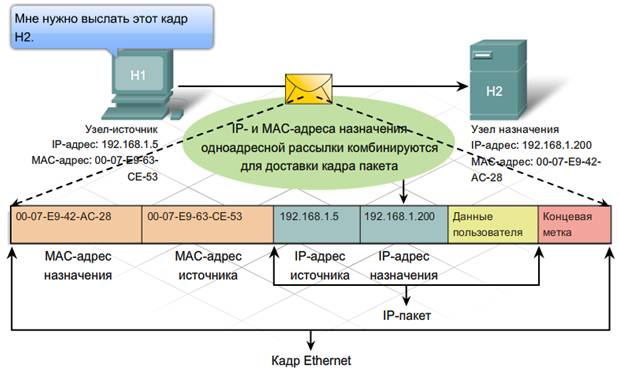 Мне нужно выслать этот кадр
H2.
H1
H2
Узел-источник
IP-адрес: 192.168.1.5
MAC-адрес: 00-07-E9-63-
CE-53
IP- и MAC-адреса назначения
одноадресной рассылки комбинируются
для доставки кадра пакета
Узел назначения
IP-адрес: 192.168.1.200
MAC-адрес: 00-07-E9-42-
AC-28
00-07-E9-42-AC-28
00-07-E9-63-CE-53
192.168.1.5
192.168.1.200
Данные
пользователя
Концевая
метка
MAC-адрес
назначения
MAC-адрес
источника
IP-адрес
источника
IP-адрес
назначения
IP-пакет
Кадр Ethernet